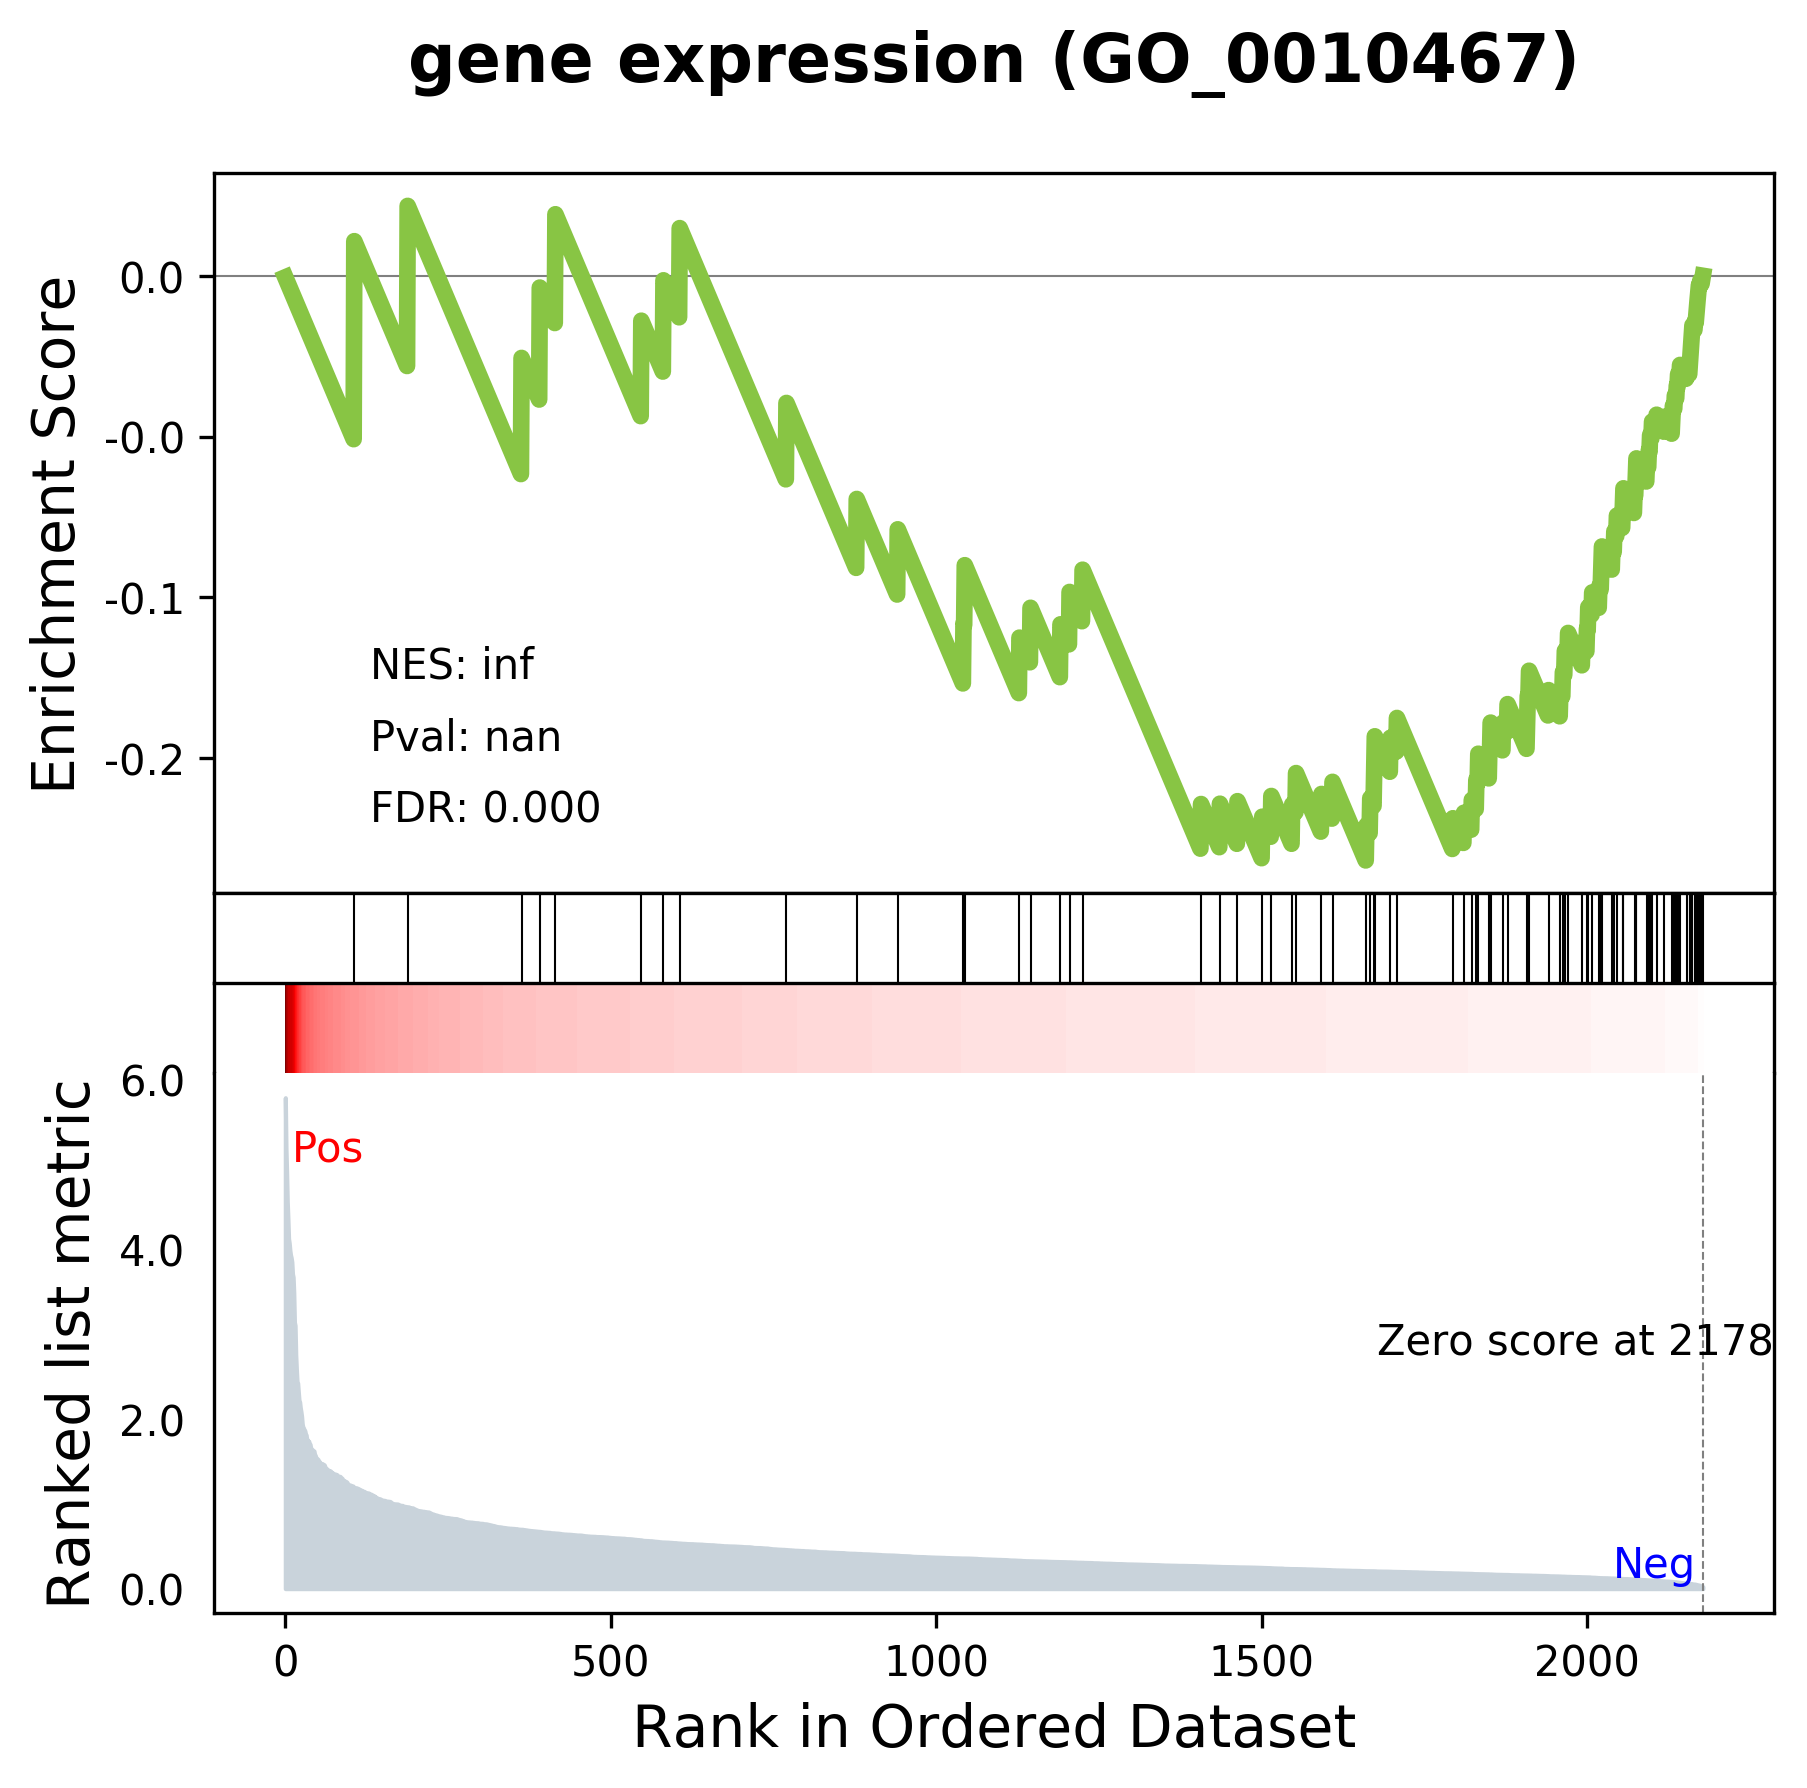 gene expression (GO_0010467)
Enrichment Score
0.0
-0.0
-0.1
-0.2
NES: inf
Pval: nan
FDR: 0.000
Ranked list metric
6.0
4.0
2.0
0.0
Pos
Zero score at 2178
Neg
0 500 1000 1500 2000
Rank in Ordered Dataset